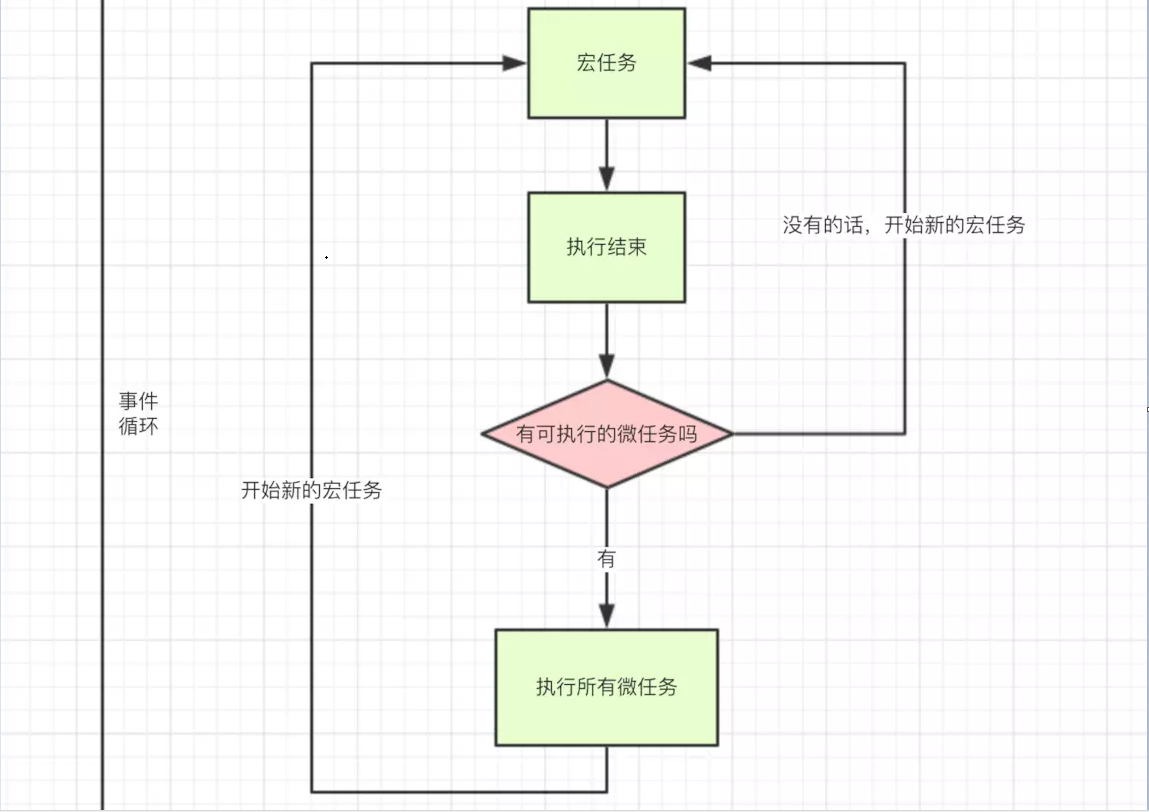 宏任务
执行结束
没有的话，开始新的宏任务
事件
循环
有可执行的微任务吗
开始新的宏任务
有
执行所有微任务